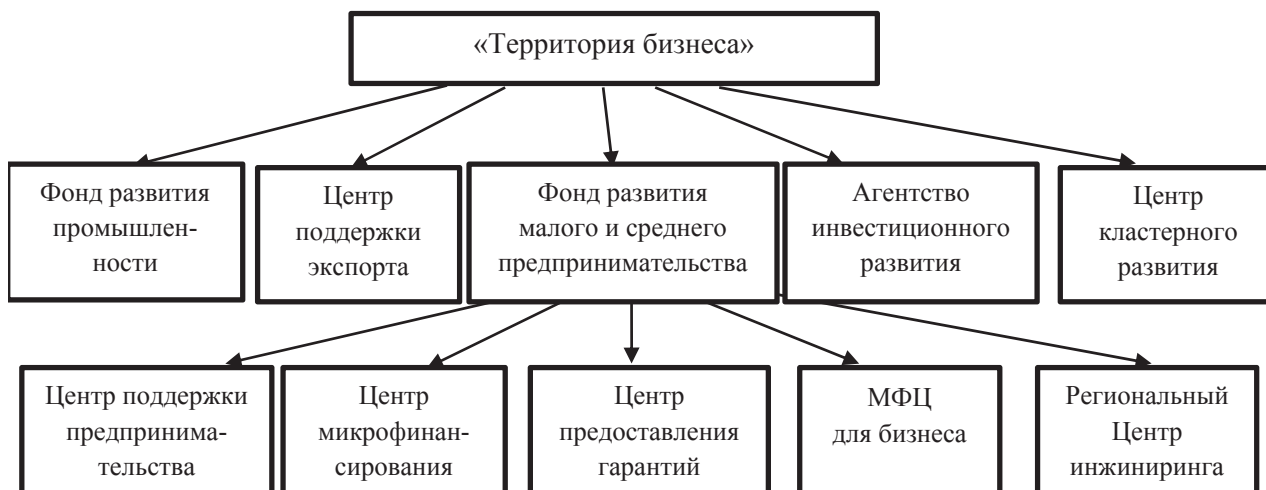 «Территория бизнеса»
Фонд развития
промышлен-
ности
Центр
поддержки
экспорта
Фонд развития
малого и среднего
предпринимательства
Агентство
инвестиционного
развития
Центр
кластерного
развития
Центр поддержки
предпринима-
тельства
Центр
микрофинан-
сирования
Центр
предоставления
гарантий
МФЦ
для бизнеса
Региональный
Центр
инжиниринга